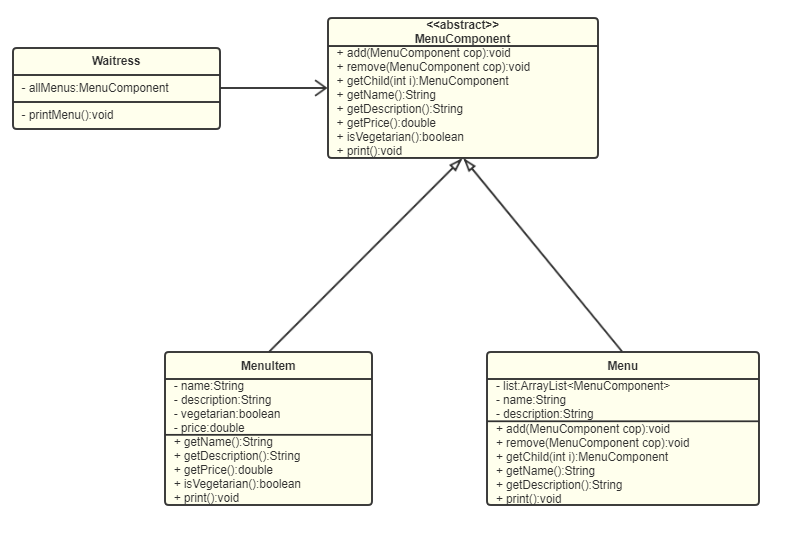 Waitress
- allMenus:MenuComponent
- printMenu():void
<<abstract>>
MenuComponent
+ add(MenuComponent cop):void
+ remove(MenuComponent cop):void
+ getChild(int i):MenuComponent
+ getName():String
+ getDescription():String
+ getPrice():double
+ isVegetarian():boolean
+ print():void
MenuItem
- name:String
- description:String
- vegetarian:boolean
- price:double
+ getName():String
+ getDescription():String
+ getPrice():double
+ isVegetarian():boolean
+ print():void
Menu
- list:ArrayList<MenuComponent>
- name:String
- description:String
+ add(MenuComponent cop):void
+ remove(MenuComponent cop):void
+ getChild(int i):MenuComponent
+ getName():String
+ getDescription():String
+ print():void